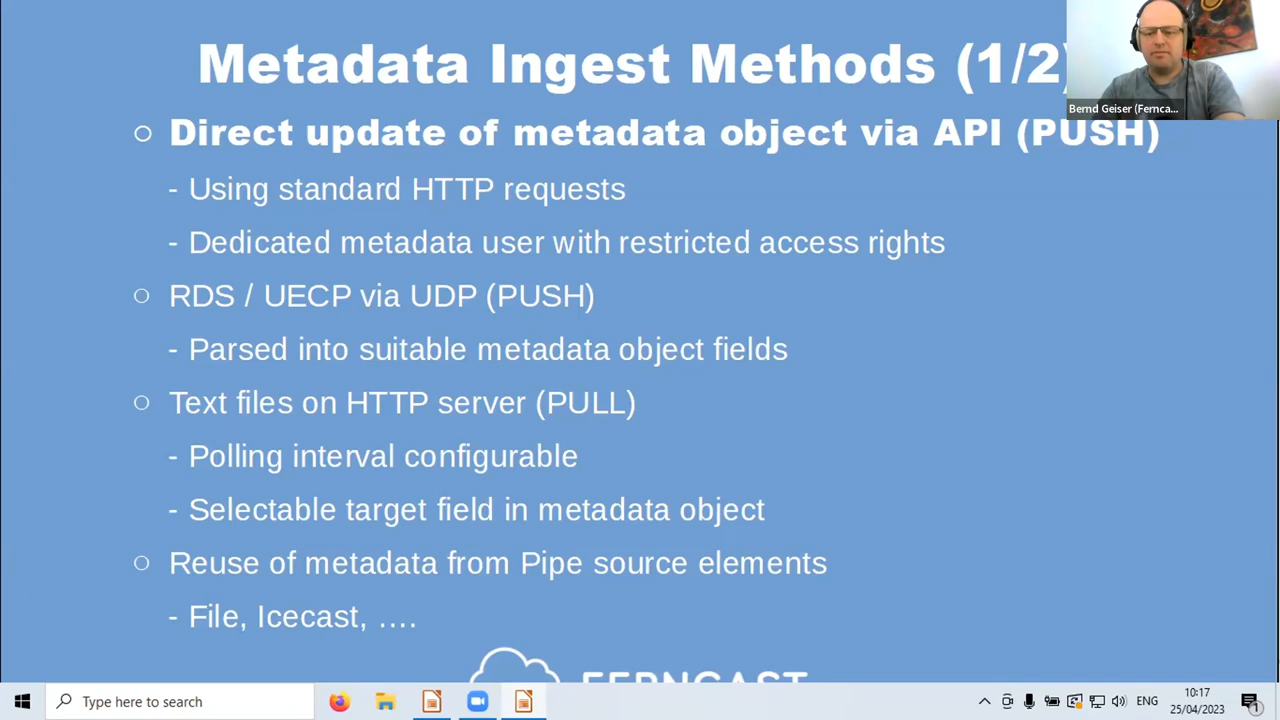 Metadata Ingest Methods (1/2)
Bernd Geiser (Fernca...
○ Direct update of metadata object via API (PUSH)
- Using standard HTTP requests
- Dedicated metadata user with restricted access rights
○ RDS / UECP via UDP (PUSH)
- Parsed into suitable metadata object fields
○ Text files on HTTP server (PULL)
- Polling interval configurable
- Selectable target field in metadata object
○ Reuse of metadata from Pipe source elements
- File, Icecast, ....
FERNCAST
Type here to search
ENG
10:17
25/04/2023
1